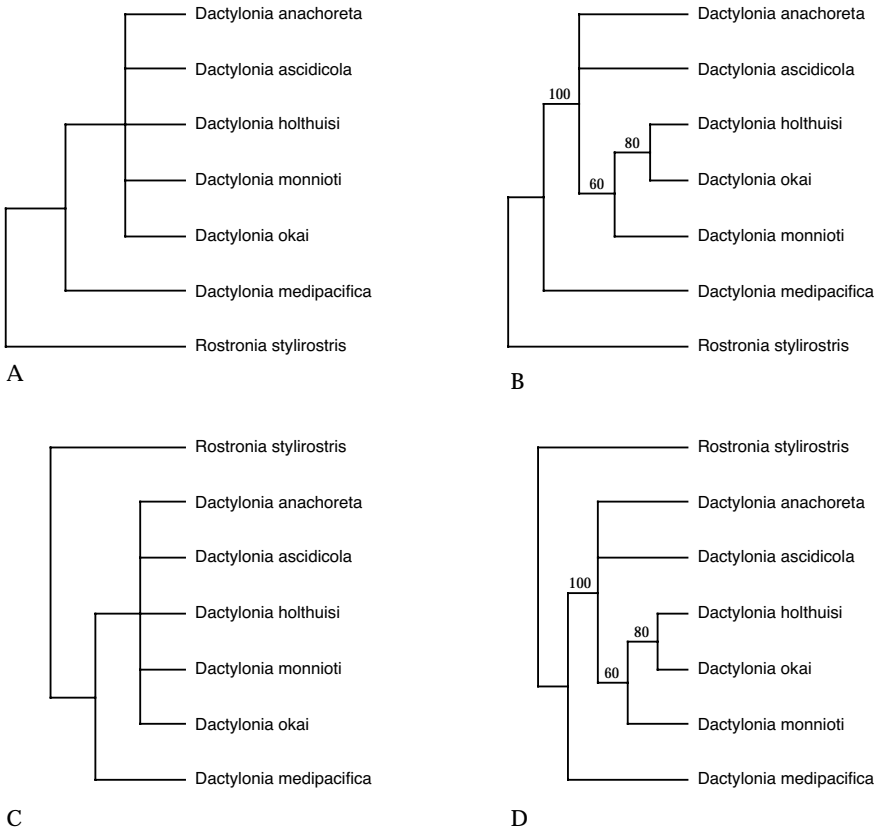 Dactylonia anachoreta
Dactylonia ascidicola
Dactylonia holthuisi
Dactylonia monnioti
Dactylonia okai
Dactylonia medipacifica
Rostronia stylirostris
A
Dactylonia anachoreta
Dactylonia ascidicola
100
Dactylonia holthuisi
80
Dactylonia okai
60
Dactylonia monnioti
Dactylonia medipacifica
Rostronia stylirostris
B
Rostronia stylirostris
Dactylonia anachoreta
Dactylonia ascidicola
Dactylonia holthuisi
Dactylonia monnioti
Dactylonia okai
Dactylonia medipacifica
C
Rostronia stylirostris
Dactylonia anachoreta
Dactylonia ascidicola
100
Dactylonia holthuisi
80
Dactylonia okai
60
Dactylonia monnioti
Dactylonia medipacifica
D